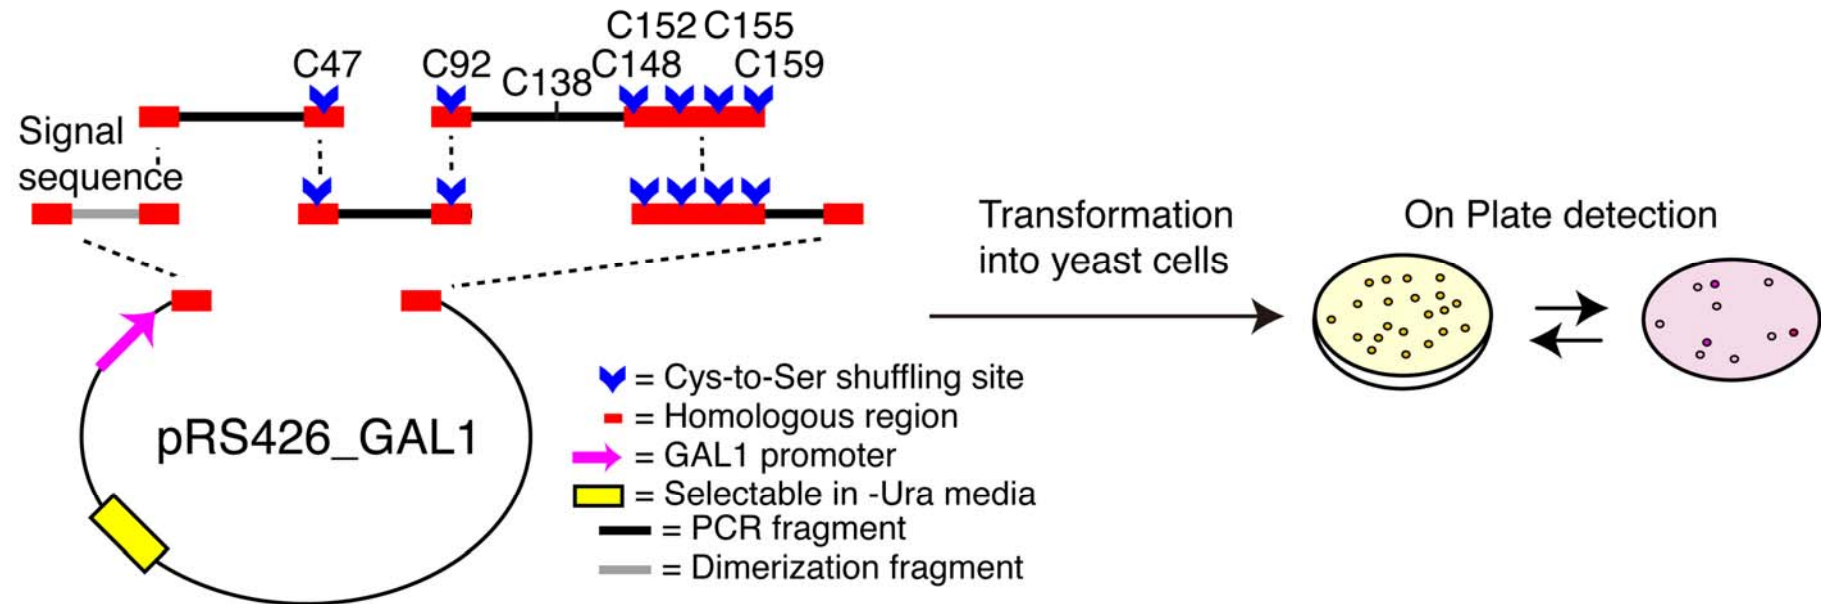 C152 C155
C47 C92 C138 C148 C159
Signal
sequence
Transformation
into yeast cells
On Plate detection
pRS426_GAL1
= Cys-to-Ser shuffling site
= Homologous region
= GAL1 promoter
= Selectable in -Ura media
= PCR fragment
= Dimerization fragment